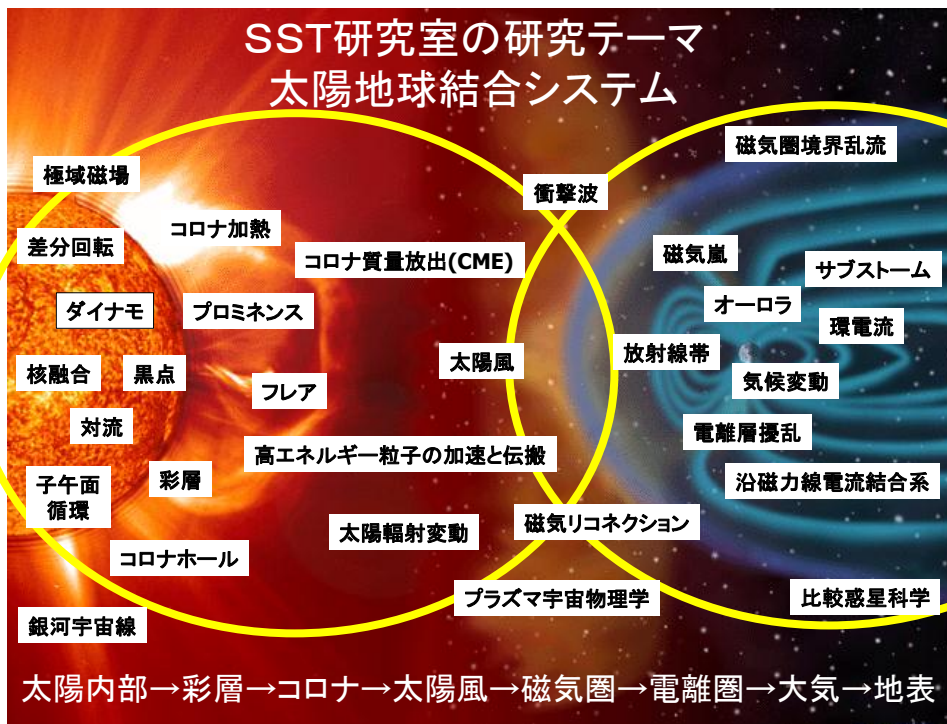 SST研究室の研究テーマ
太陽地球結合システム
磁気圏境界乱流
極域磁場
衝撃波
コロナ加熱
差分回転
コロナ質量放出(CME)
磁気嵐
サブストーム
ダイナモ
プロミネンス
オーロラ
環電流
太陽風
放射線帯
核融合
黒点
フレア
気候変動
対流
電離層擾乱
高エネルギー粒子の加速と伝搬
子午面
循環
彩層
沿磁力線電流結合系
太陽輻射変動
磁気リコネクション
コロナホール
プラズマ宇宙物理学
比較惑星科学
銀河宇宙線
太陽内部→彩層→コロナ→太陽風→磁気圏→電離圏→大気→地表